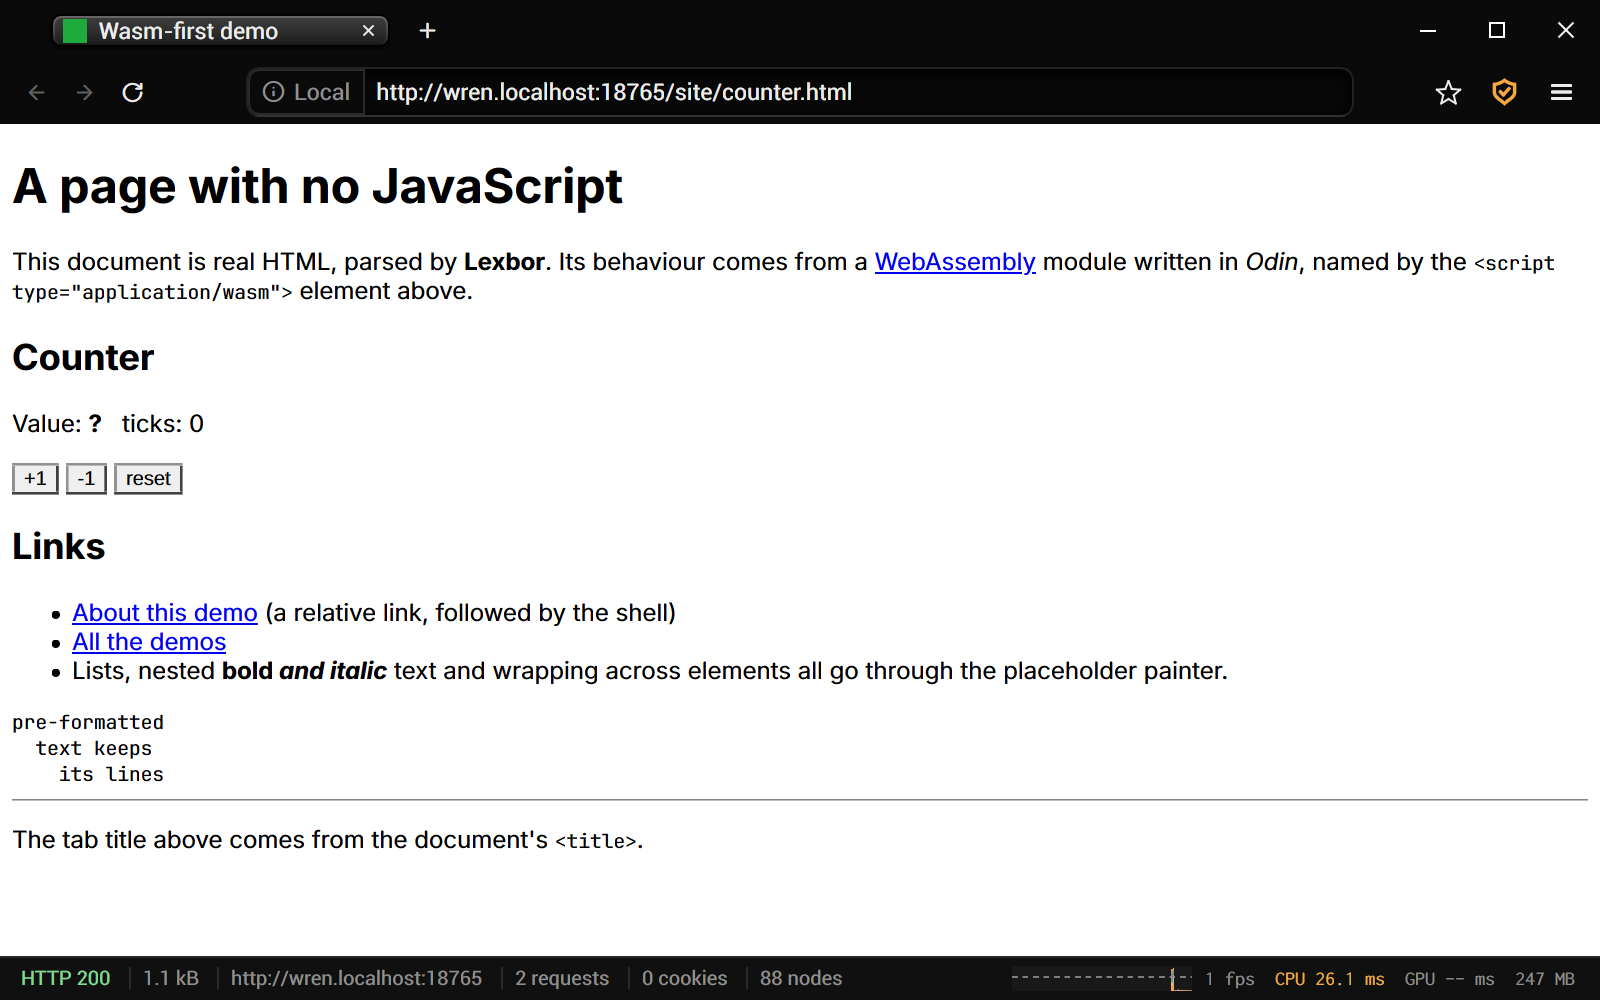 Wasm-first demo
Local http://wren.localhost:18765/site/counter.html
A page with no JavaScript
This document is real HTML, parsed by Lexbor. Its behaviour comes from a WebAssembly module written in Odin, named by the <script
type="application/wasm"> element above.
Counter
Value: ? ticks: 0
+1 -1 reset
Links
• About this demo (a relative link, followed by the shell)
• All the demos
• Lists, nested bold and italic text and wrapping across elements all go through the placeholder painter.
pre-formatted
  text keeps
    its lines
The tab title above comes from the document's <title>.
HTTP 200 1.1 kB http://wren.localhost:18765 2 requests 0 cookies 88 nodes 1 fps CPU 26.1 ms GPU -- ms 247 MB